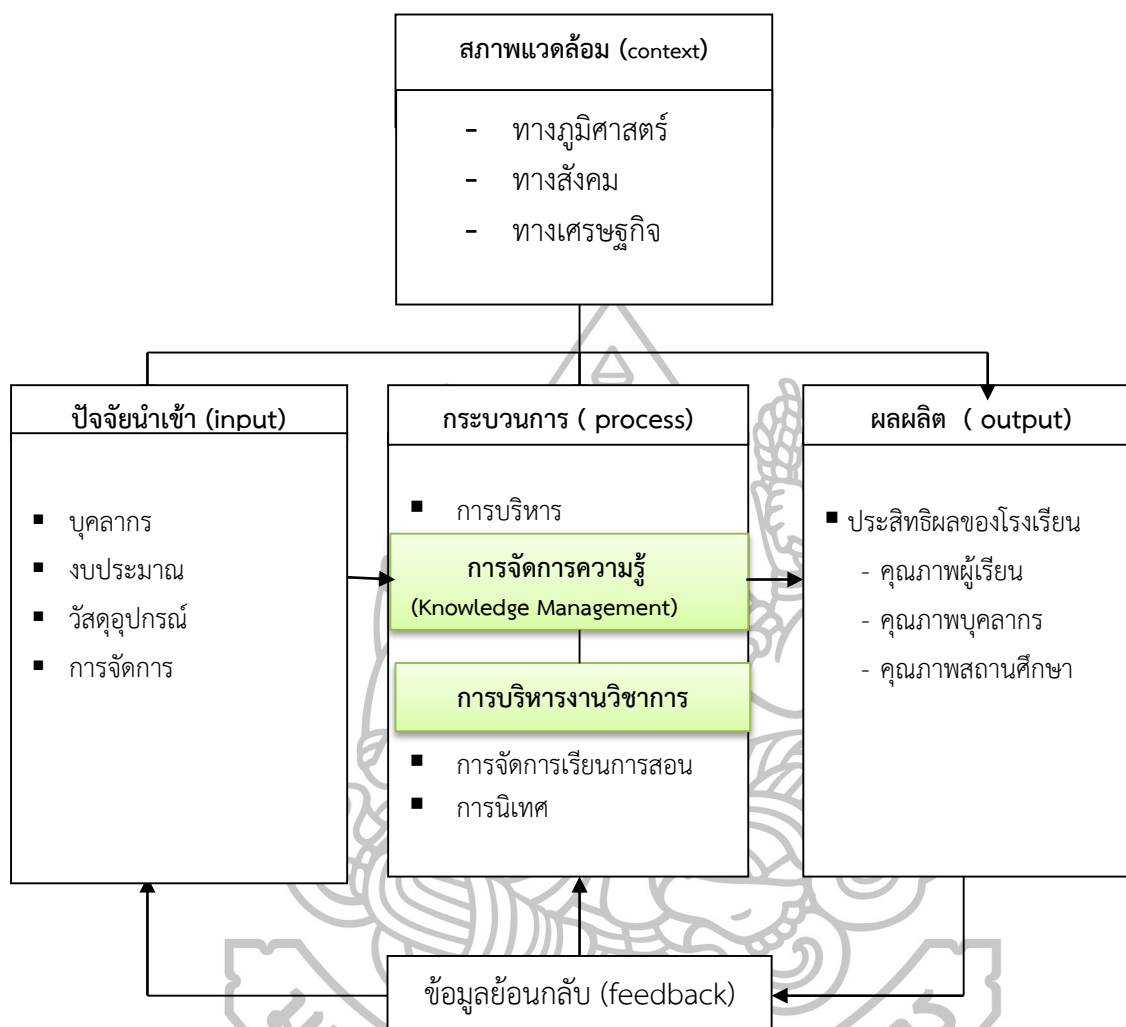 สภาพแวดล้อม (context)
- ทางภูมิศาสตร์
- ทางสังคม
- ทางเศรษฐกิจ
ปัจจัยนำเข้า (input)
▪ บุคลากร
▪ งบประมาณ
▪ วัสดุอุปกรณ์
▪ การจัดการ
กระบวนการ ( process)
▪ การบริหาร
การจัดการความรู้
(Knowledge Management)
การบริหารงานวิชาการ
▪ การจัดการเรียนการสอน
▪ การนิเทศ
ผลผลิต ( output)
▪ ประสิทธิผลของโรงเรียน
- คุณภาพผู้เรียน
- คุณภาพบุคลากร
- คุณภาพสถานศึกษา
ข้อมูลย้อนกลับ (feedback)